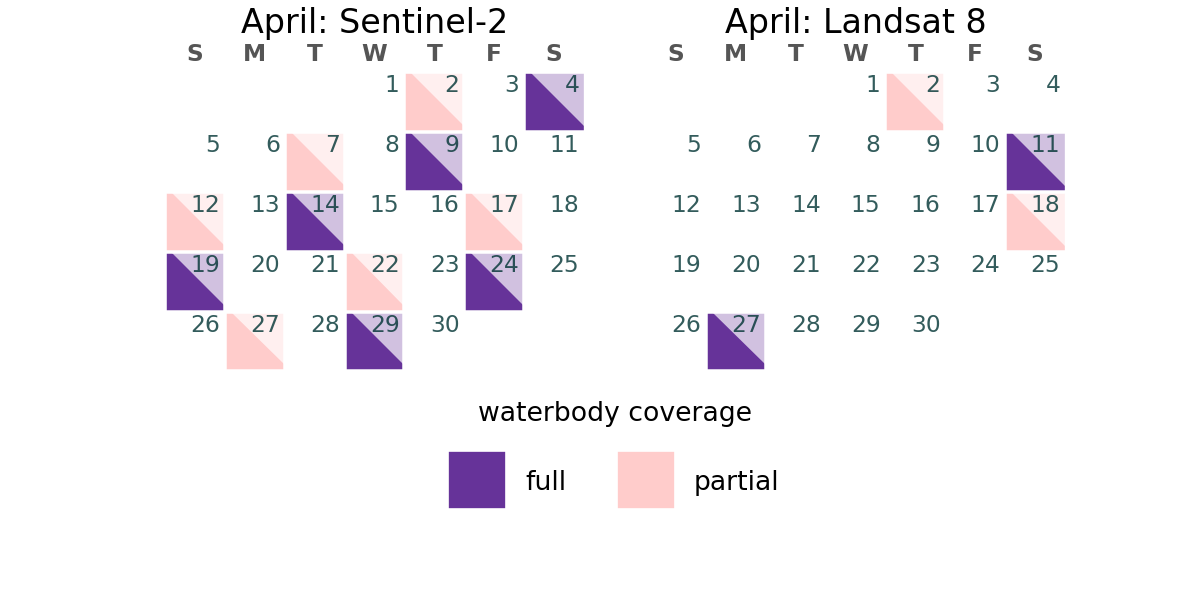 April: Sentinel-2
S M T W T F S
1 2 3 4
5 6 7 8 9 10 11
12 13 14 15 16 17 18
19 20 21 22 23 24 25
26 27 28 29 30
April: Landsat 8
S M T W T F S
1 2 3 4
5 6 7 8 9 10 11
12 13 14 15 16 17 18
19 20 21 22 23 24 25
26 27 28 29 30
waterbody coverage
full partial